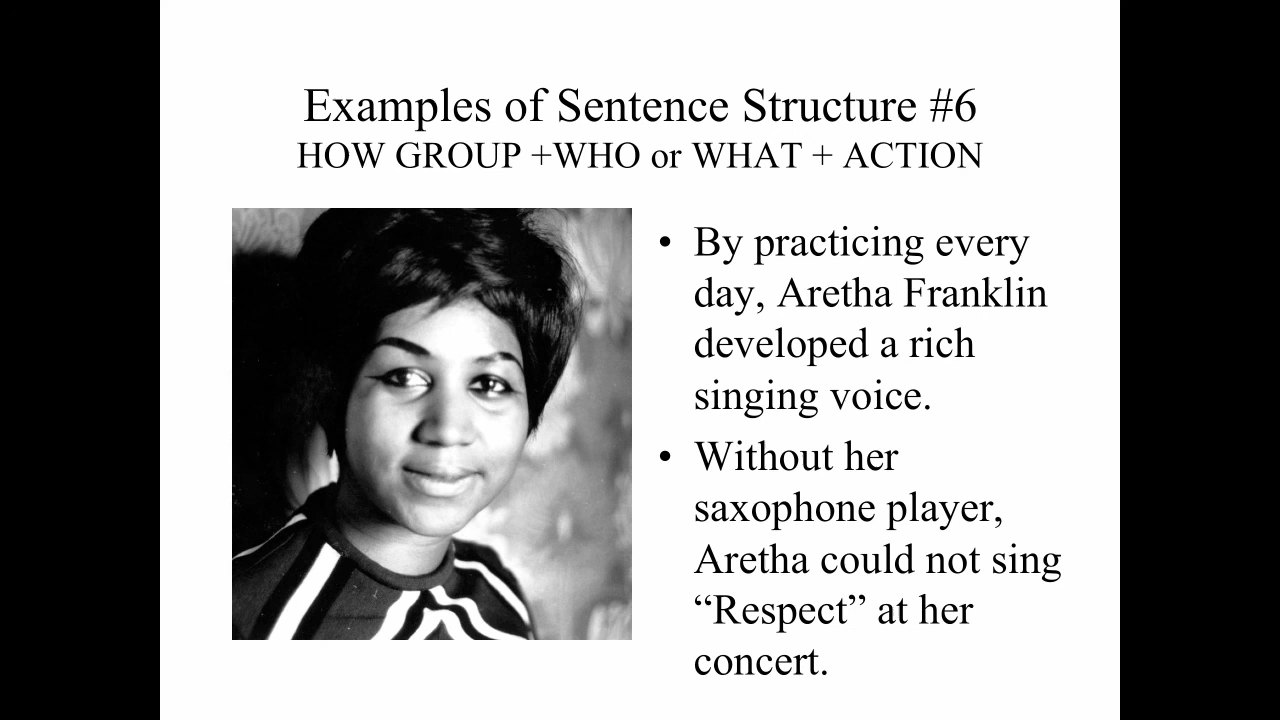 Examples of Sentence Structure #6
HOW GROUP +WHO or WHAT + ACTION
• By practicing every
day, Aretha Franklin
developed a rich
singing voice.
• Without her
saxophone player,
Aretha could not sing
“Respect” at her
concert.